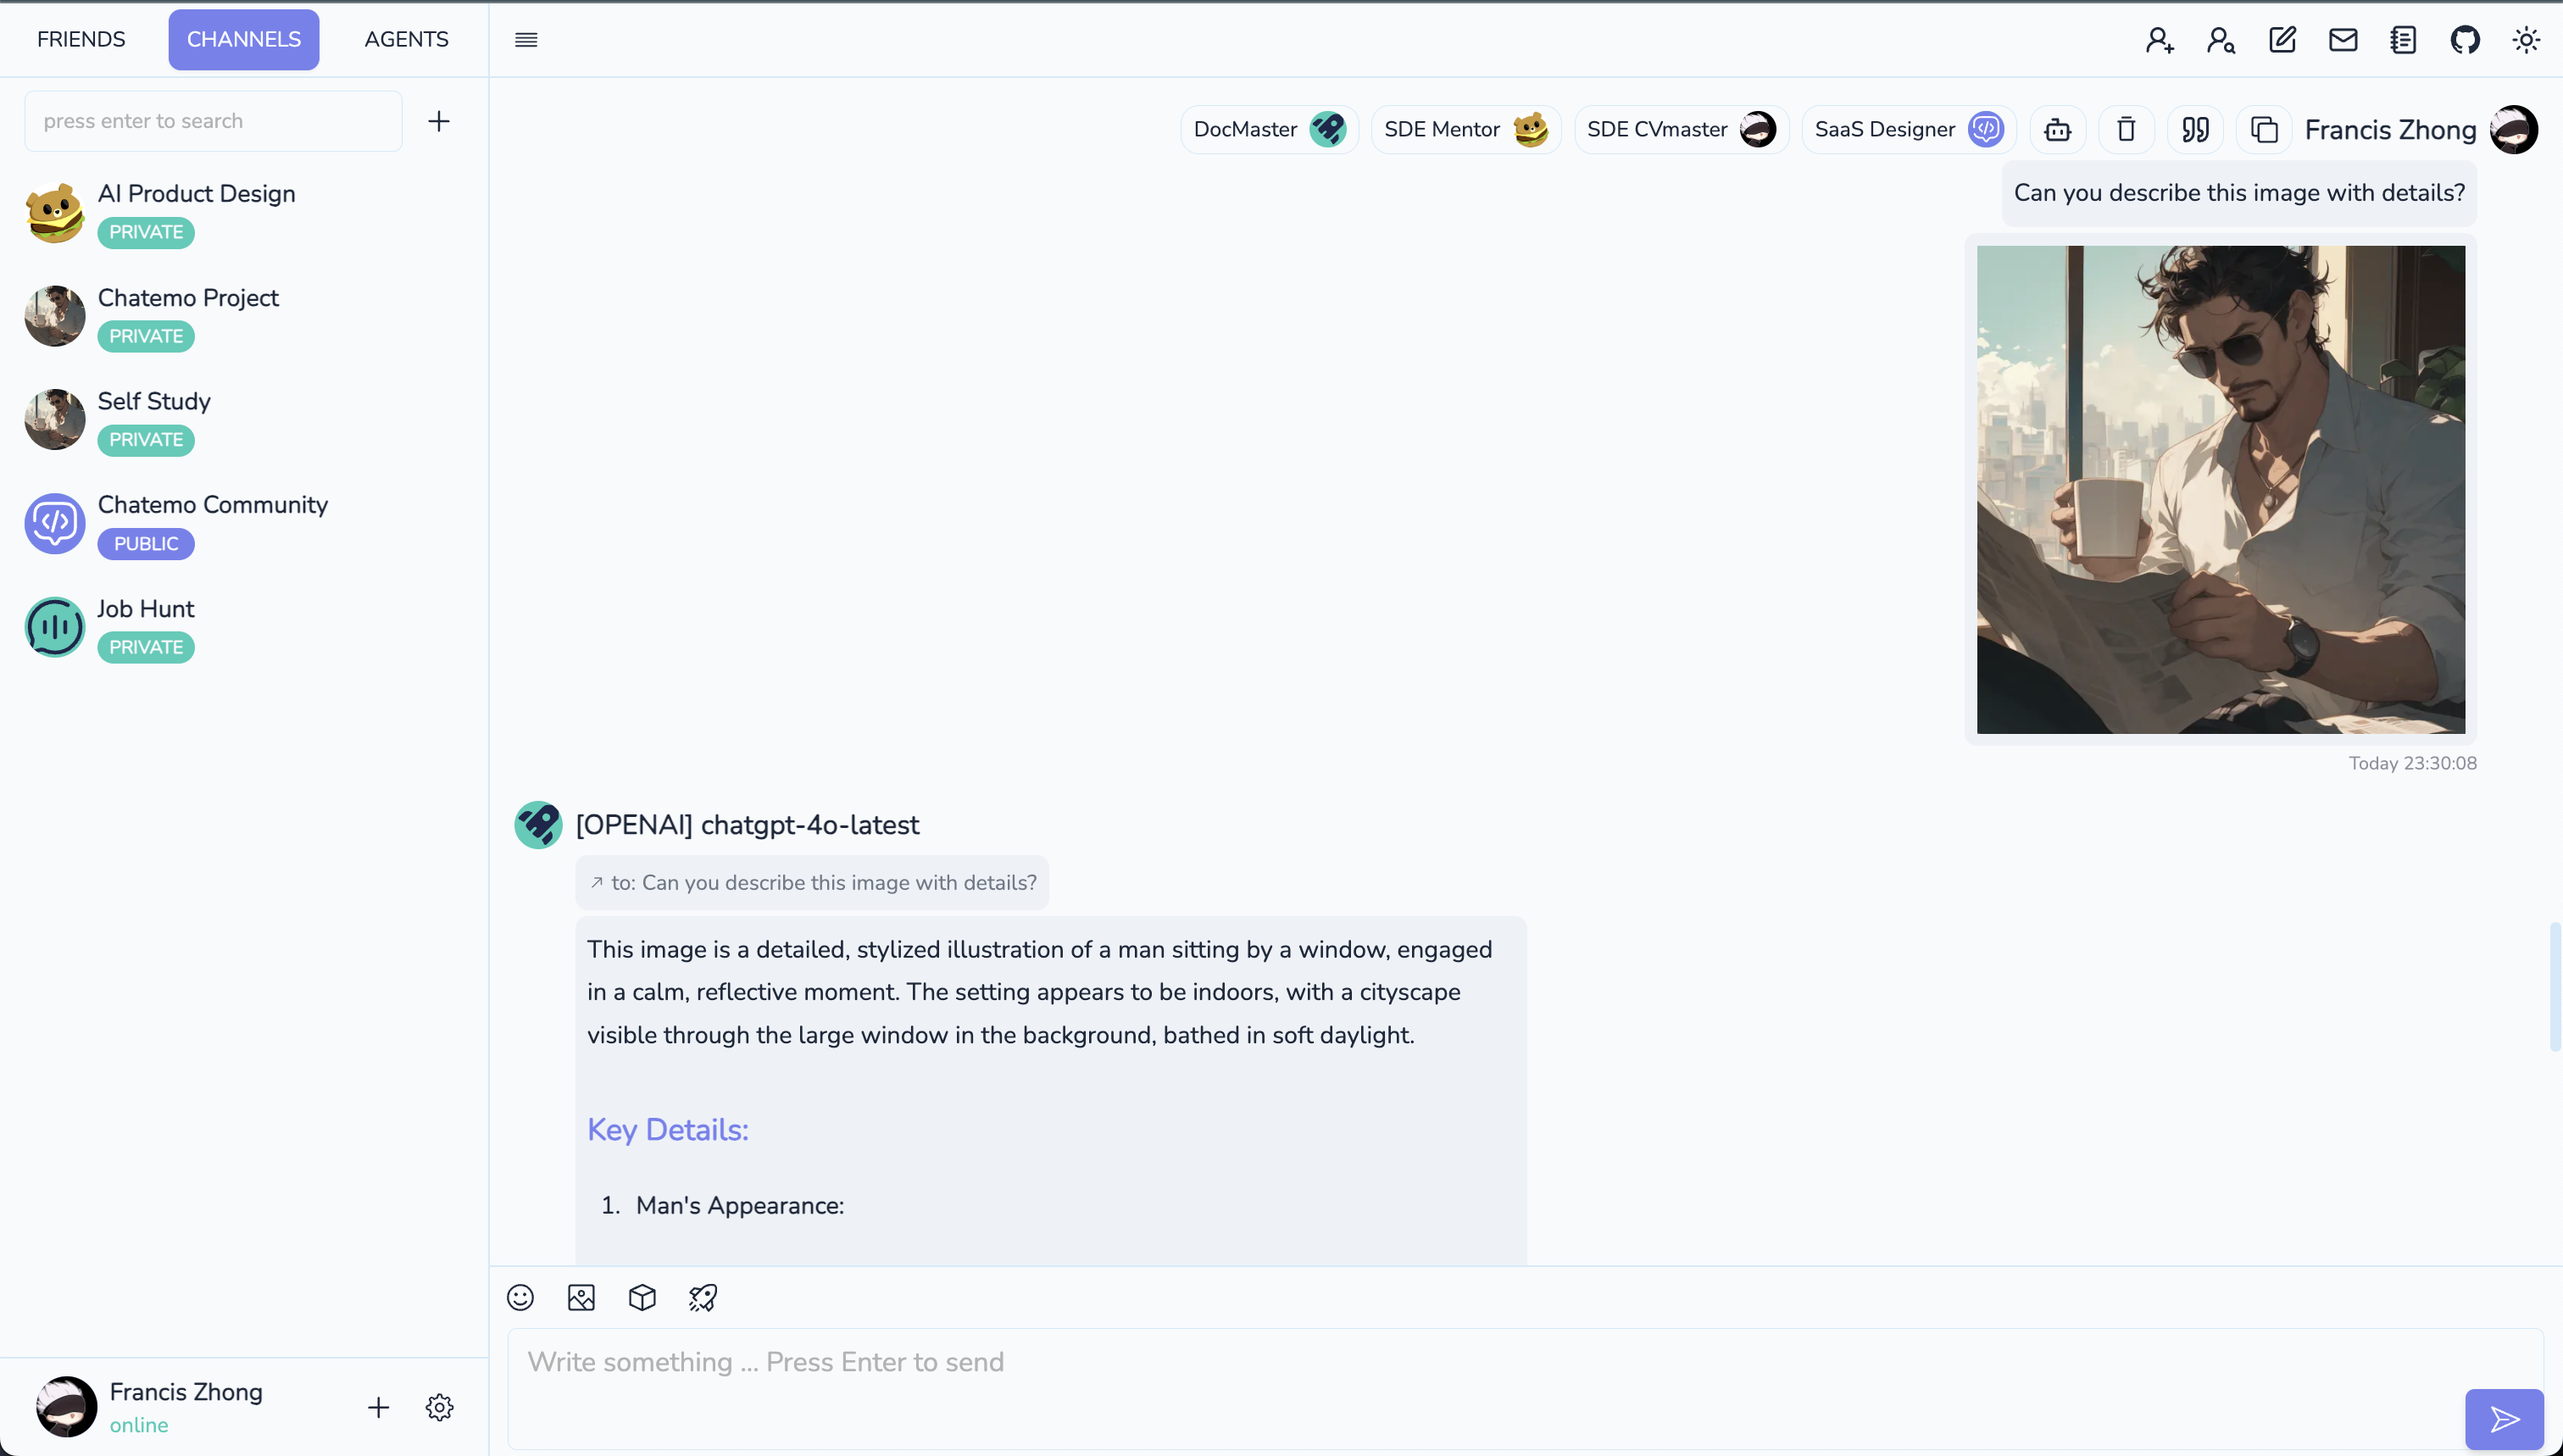 FRIENDS
CHANNELS
AGENTS
press enter to search
AI Product Design
PRIVATE
Chatemo Project
PRIVATE
Self Study
PRIVATE
Chatemo Community
PUBLIC
Job Hunt
PRIVATE
Francis Zhong
online
DocMaster
SDE Mentor
SDE CVmaster
SaaS Designer
Francis Zhong
Can you describe this image with details?
Today 23:30:08
[OPENAI] chatgpt-4o-latest
to: Can you describe this image with details?
This image is a detailed, stylized illustration of a man sitting by a window, engaged
in a calm, reflective moment. The setting appears to be indoors, with a cityscape
visible through the large window in the background, bathed in soft daylight.
Key Details:
1. Man's Appearance:
Write something ... Press Enter to send